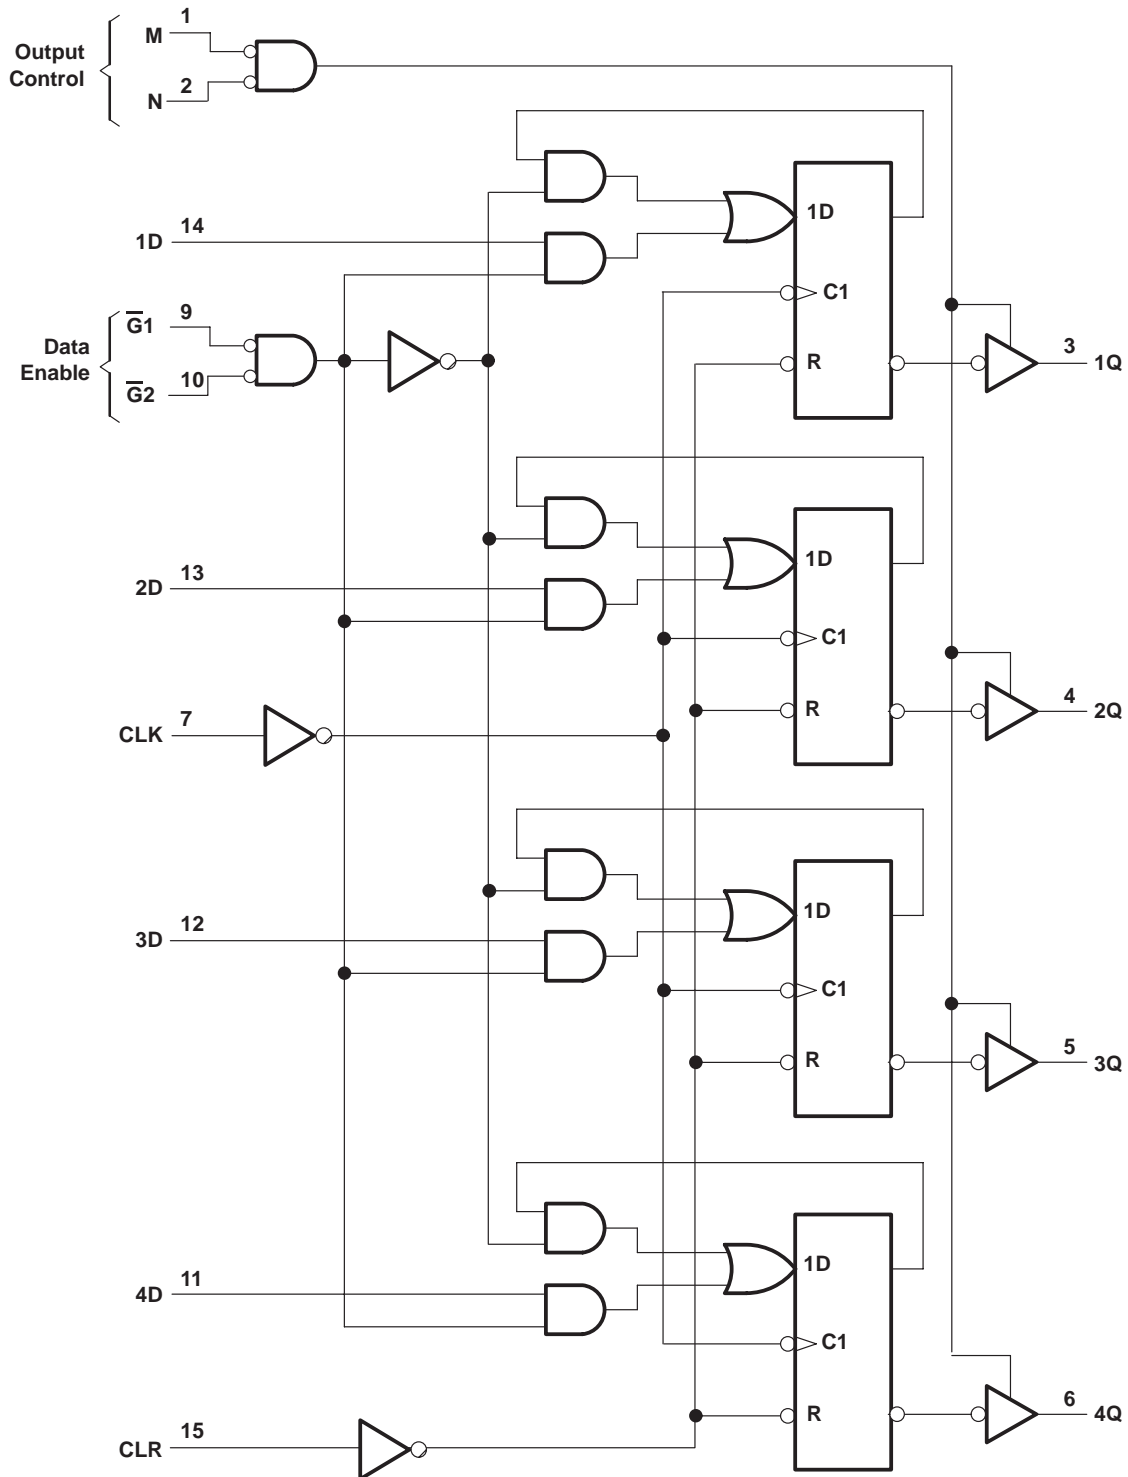 Output
Control
M
1
N
2
1D
14
Data
Enable
G̅1
9
G̅2
10
1D
C1
R
3
1Q
2D
13
1D
C1
R
4
2Q
CLK
7
3D
12
1D
C1
R
5
3Q
4D
11
1D
C1
R
6
4Q
CLR
15